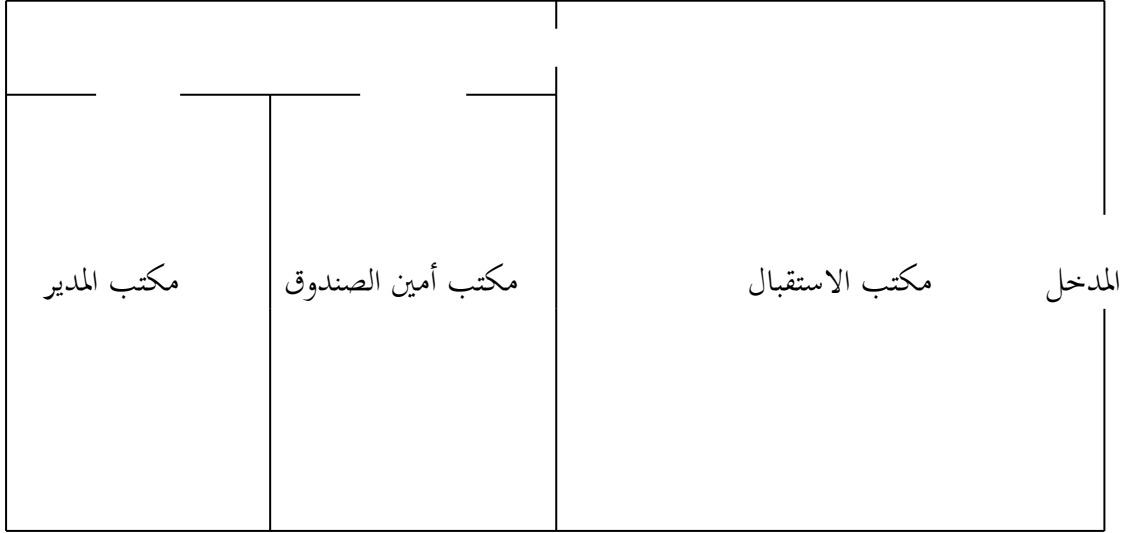 المدخل
مكتب الاستقبال
مكتب أمين الصندوق
مكتب المدير